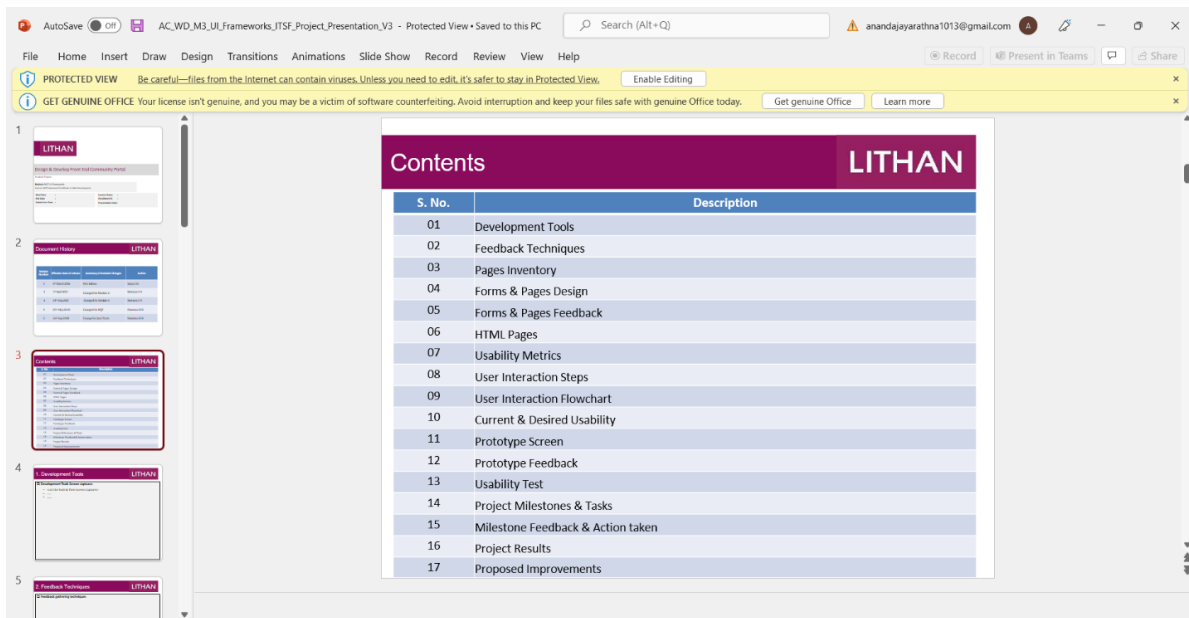 AutoSave Off AC_WD_M3_UI_Frameworks_ITSF_Project_Presentation_V3 - Protected View • Saved to this PC Search (Alt+Q) anandajayarathna1013@gmail.com A
File Home Insert Draw Design Transitions Animations Slide Show Record Review View Help Record Present in Teams Share
PROTECTED VIEW Be careful—files from the Internet can contain viruses. Unless you need to edit, it's safer to stay in Protected View. Enable Editing
GET GENUINE OFFICE Your license isn't genuine, and you may be a victim of software counterfeiting. Avoid interruption and keep your files safe with genuine Office today. Get genuine Office Learn more
1
LITHAN
Design & Develop Front End Community Portal
2
Document History LITHAN
3
Contents LITHAN
4
1. Development Tools LITHAN
5
2. Feedback Techniques LITHAN
Contents LITHAN
S. No. Description
01 Development Tools
02 Feedback Techniques
03 Pages Inventory
04 Forms & Pages Design
05 Forms & Pages Feedback
06 HTML Pages
07 Usability Metrics
08 User Interaction Steps
09 User Interaction Flowchart
10 Current & Desired Usability
11 Prototype Screen
12 Prototype Feedback
13 Usability Test
14 Project Milestones & Tasks
15 Milestone Feedback & Action taken
16 Project Results
17 Proposed Improvements